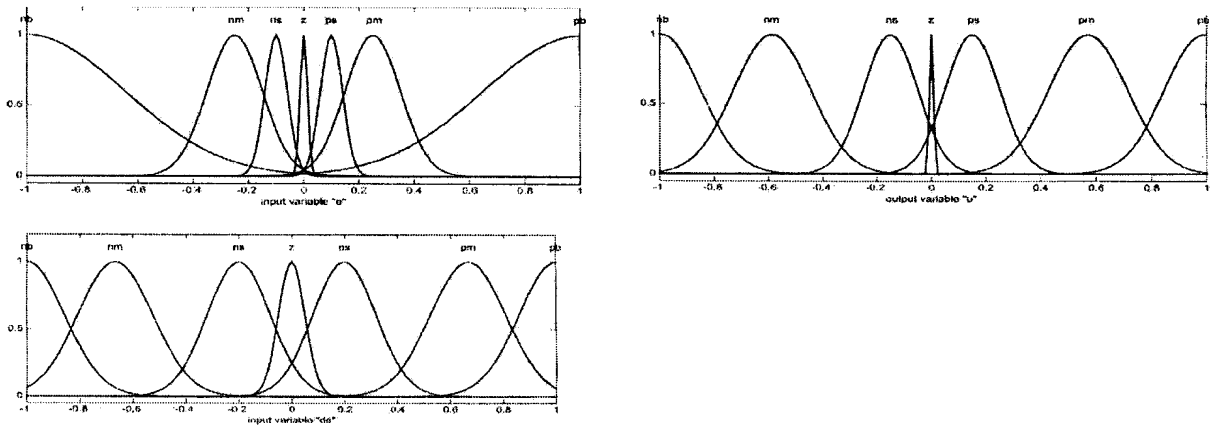 nb nm ns z ps pm pb
1
0.5
0
-1 -0.8 -0.6 -0.4 -0.2 0 0.2 0.4 0.6 0.8 1
input variable "e"
nb nm ns z ps pm pb
1
0.5
0
-1 -0.8 -0.6 -0.4 -0.2 0 0.2 0.4 0.6 0.8 1
output variable "u"
nb nm ns z ns pm pb
1
0.5
0
-1 -0.8 -0.6 -0.4 -0.2 0 0.2 0.4 0.6 0.8 1
input variable "de"